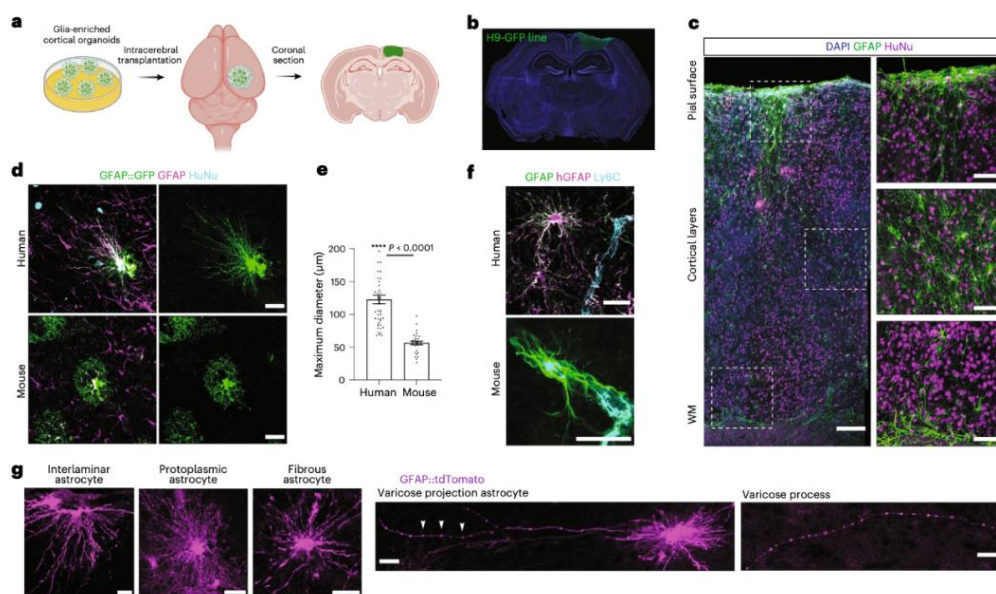 a
Glia-enriched
cortical organoids
Intracerebral
transplantation
Coronal
section
b
H9-GFP line
c
DAPI GFAP HuNu
Pial surface
Cortical layers
WM
d
GFAP::GFP GFAP HuNu
Human
Mouse
e
**** P < 0.0001
Maximum diameter (µm)
200
150
100
50
0
Human Mouse
f
GFAP hGFAP Ly6C
Human
Mouse
g
Interlaminar
astrocyte
Protoplasmic
astrocyte
Fibrous
astrocyte
GFAP::tdTomato
Varicose projection astrocyte
Varicose process